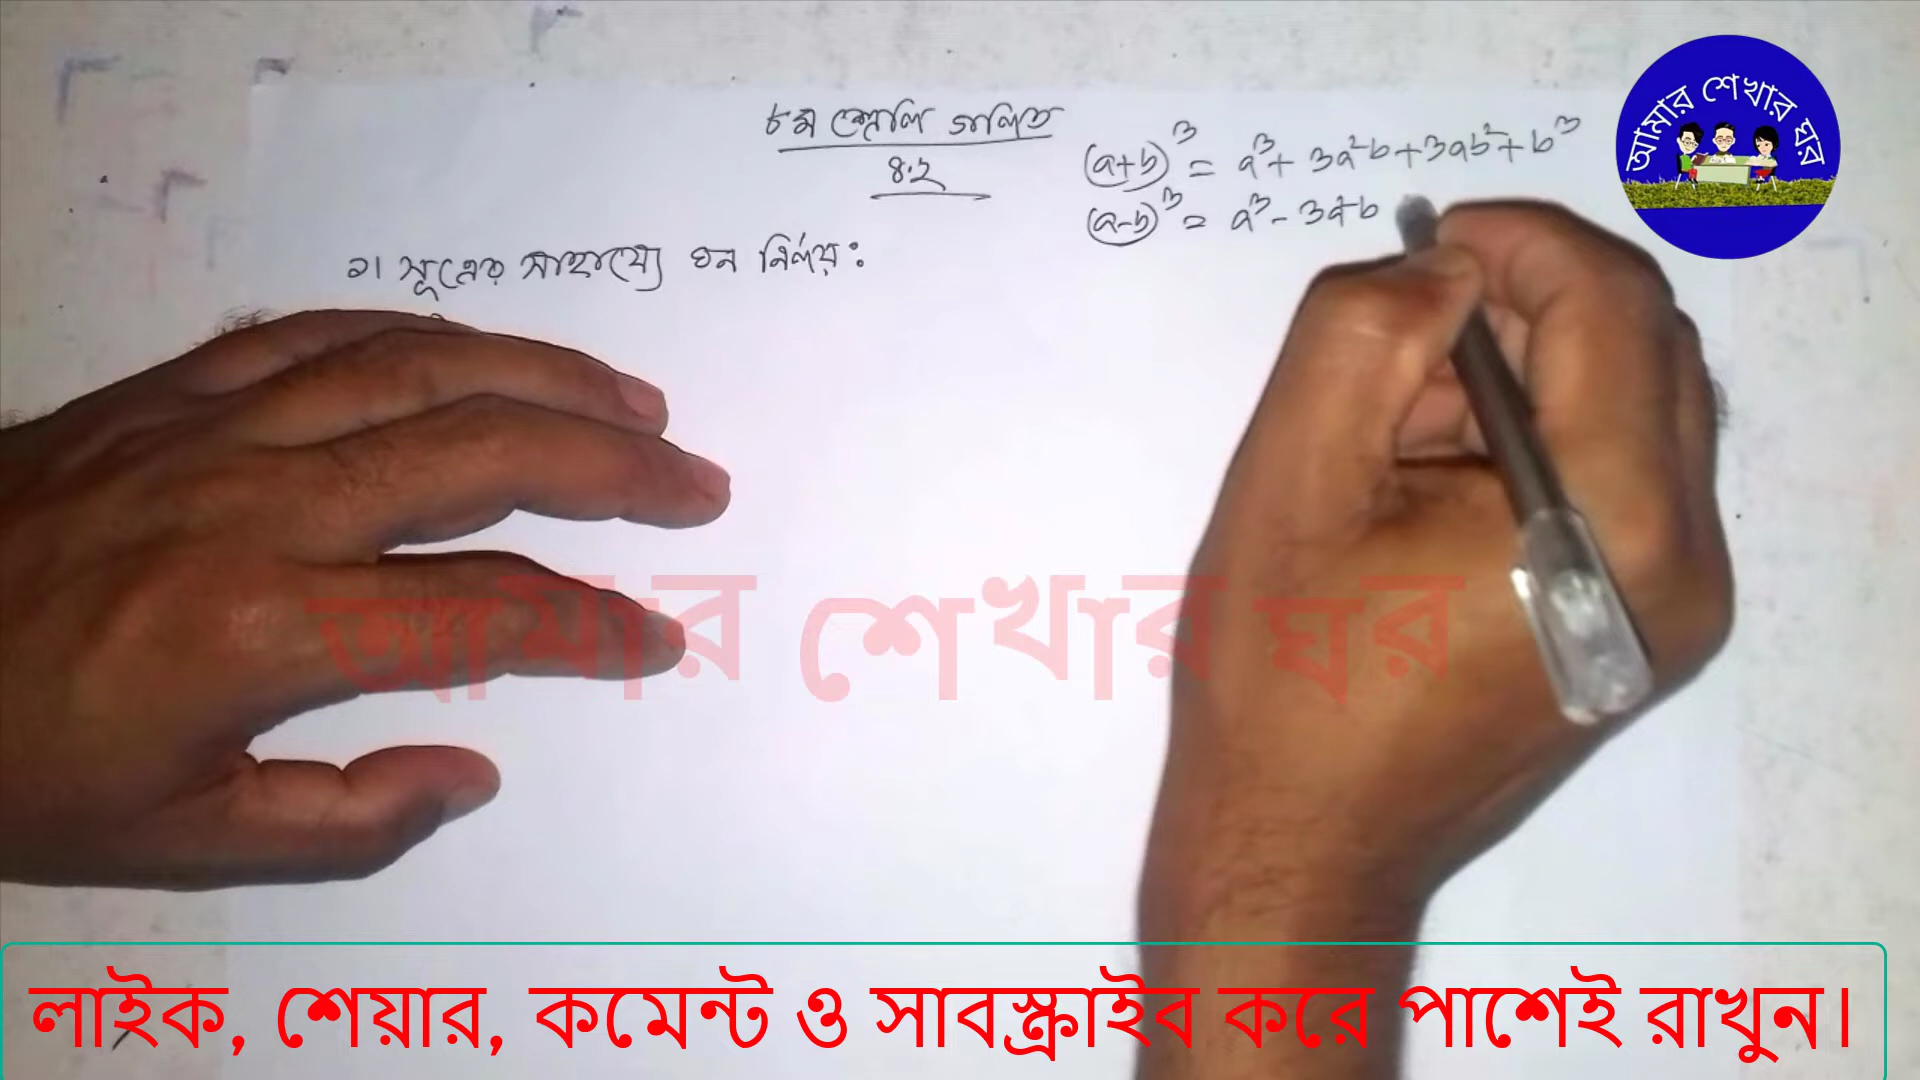 ৮ম শ্রেণি গণিত
৪.২
(a+b)³ = a³+ 3a²b+3ab²+b³
(a-b)³ = a³- 3a²b
১। সূত্রের সাহায্যে ঘন নির্ণয়ঃ
আমার শেখার ঘর
আমার শেখার ঘর
লাইক, শেয়ার, কমেন্ট ও সাবস্ক্রাইব করে পাশেই রাখুন।